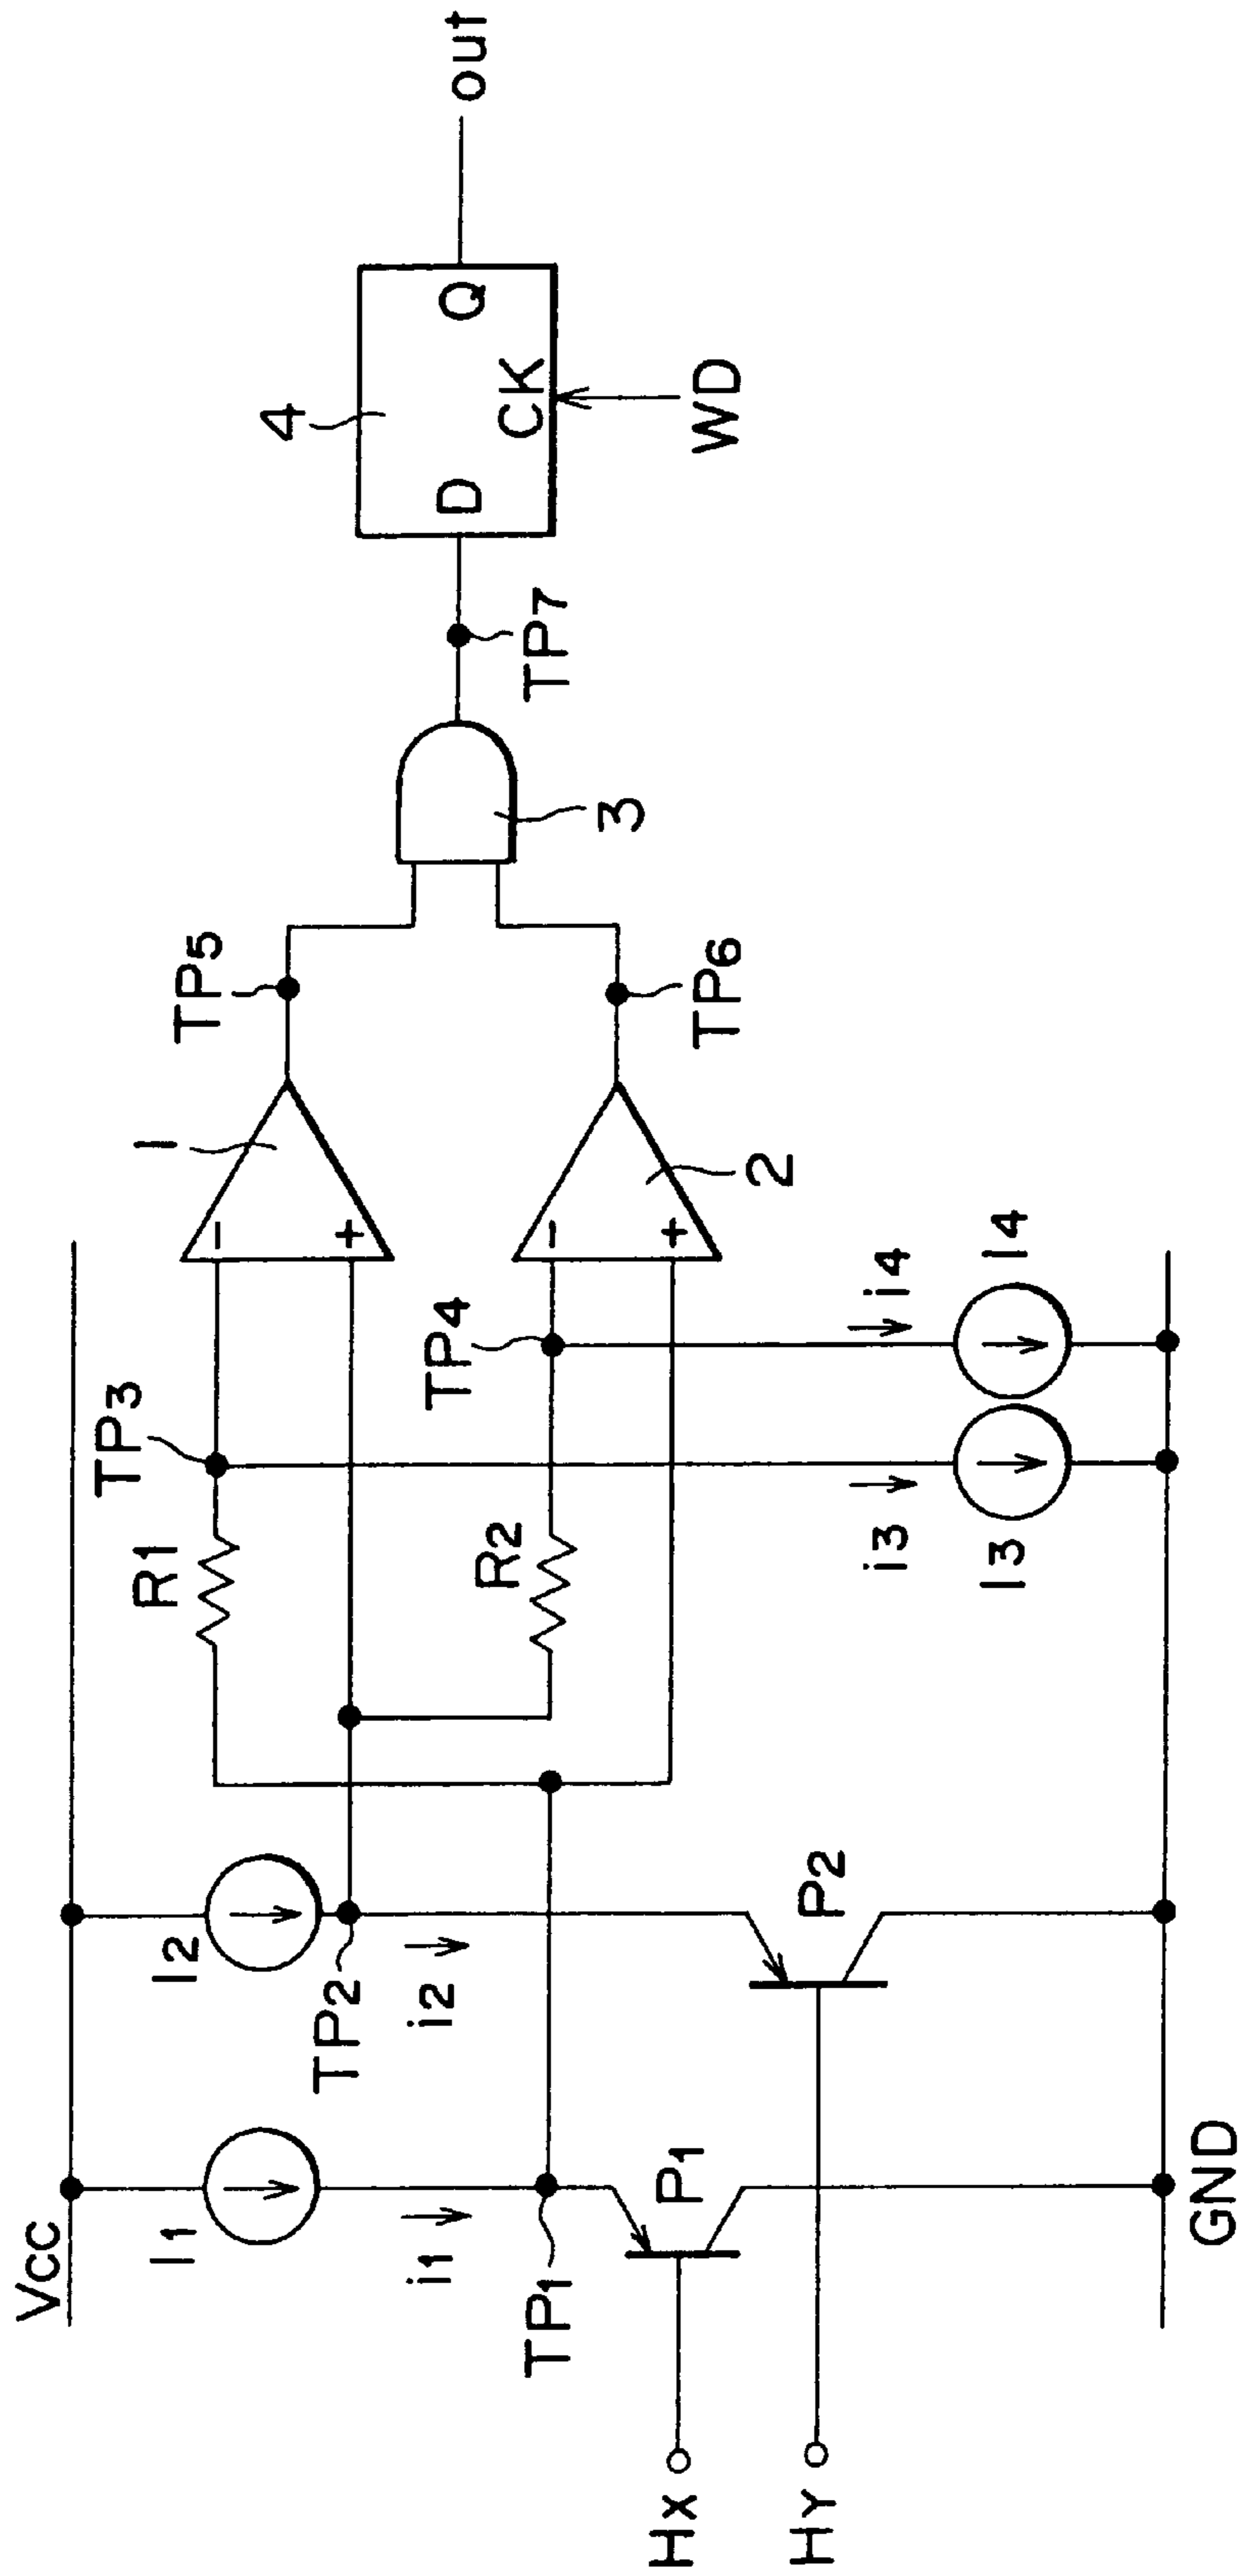 Vcc
I1
I2
i1
TP1
TP2
i2
P1
P2
HX
HY
GND
R1
TP3
R2
TP4
i3
I3
i4
I4
1
-
+
2
-
+
TP5
TP6
3
TP7
4
D
Q
CK
WD
out